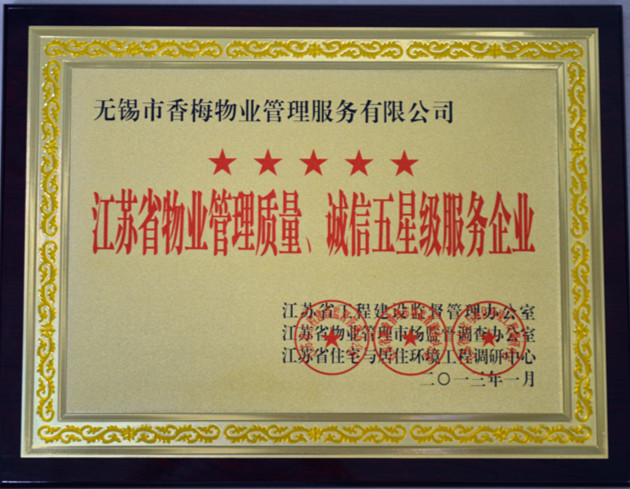 无锡市香梅物业管理服务有限公司
★★★★★
江苏省物业管理质量、诚信五星级服务企业
江苏省工程建设监督管理办公室
江苏省物业管理市场监督调查办公室
江苏省住宅与居住环境工程调研中心
二〇一三年一月